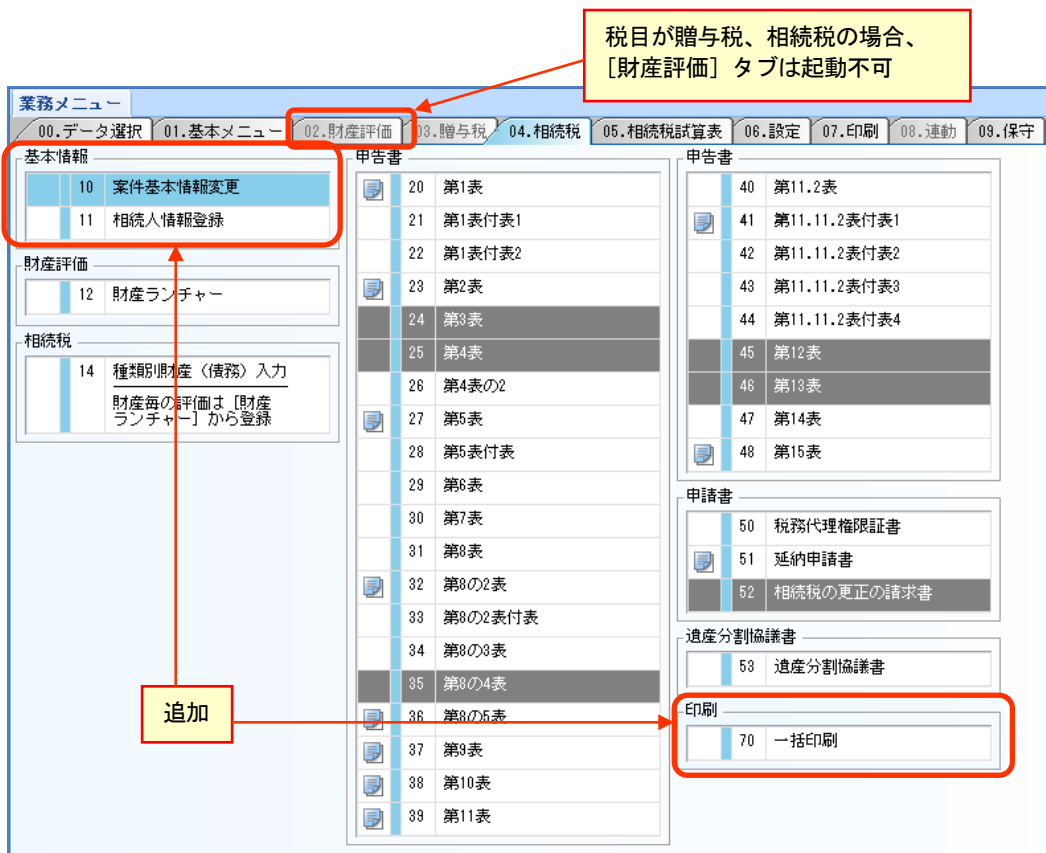 税目が贈与税、相続税の場合、
［財産評価］タブは起動不可
業務メニュー
00.データ選択 01.基本メニュー 02.財産評価 03.贈与税 04.相続税 05.相続税試算表 06.設定 07.印刷 08.連動 09.保守
基本情報
10 案件基本情報変更
11 相続人情報登録
財産評価
12 財産ランチャー
相続税
14 種類別財産（債務）入力
財産毎の評価は［財産
ランチャー］から登録
追加
申告書
20 第1表
21 第1表付表1
22 第1表付表2
23 第2表
24 第3表
25 第4表
26 第4表の2
27 第5表
28 第5表付表
29 第6表
30 第7表
31 第8表
32 第8の2表
33 第8の2表付表
34 第8の3表
35 第8の4表
36 第8の5表
37 第9表
38 第10表
39 第11表
申告書
40 第11.2表
41 第11.11.2表付表1
42 第11.11.2表付表2
43 第11.11.2表付表3
44 第11.11.2表付表4
45 第12表
46 第13表
47 第14表
48 第15表
申請書
50 税務代理権限証書
51 延納申請書
52 相続税の更正の請求書
遺産分割協議書
53 遺産分割協議書
印刷
70 一括印刷